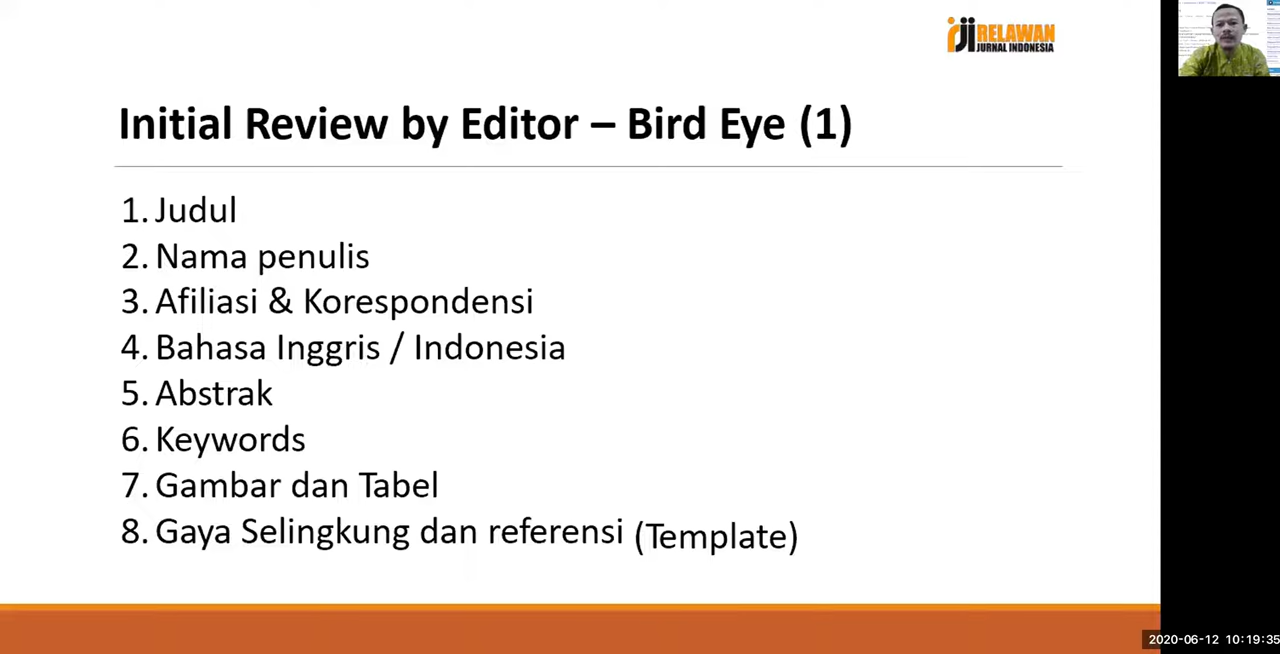 rji RELAWAN
JURNAL INDONESIA
Initial Review by Editor – Bird Eye (1)
1. Judul
2. Nama penulis
3. Afiliasi & Korespondensi
4. Bahasa Inggris / Indonesia
5. Abstrak
6. Keywords
7. Gambar dan Tabel
8. Gaya Selingkung dan referensi (Template)
2020-06-12 10:19:35